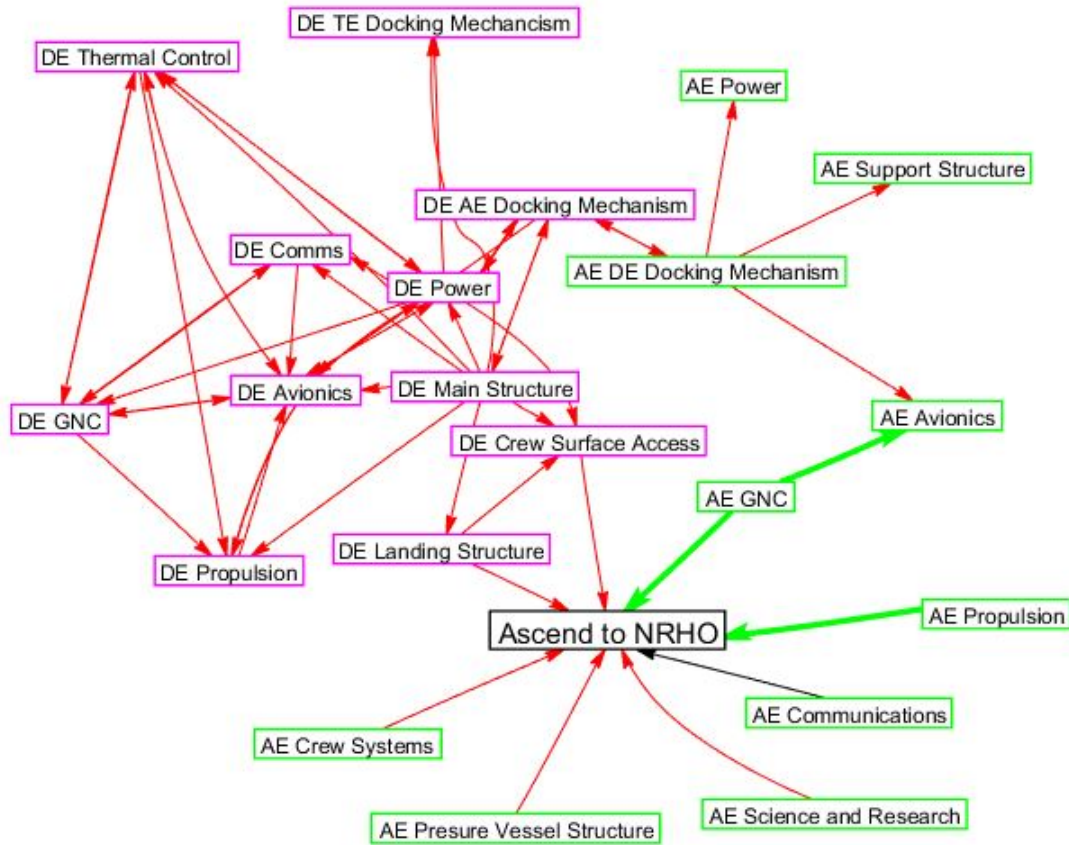 DE TE Docking Mechancism
DE Thermal Control
AE Power
AE Support Structure
DE AE Docking Mechanism
DE Comms
AE DE Docking Mechanism
DE Power
DE Avionics
DE Main Structure
DE GNC
AE Avionics
DE Crew Surface Access
AE GNC
DE Landing Structure
DE Propulsion
AE Propulsion
Ascend to NRHO
AE Communications
AE Crew Systems
AE Science and Research
AE Presure Vessel Structure